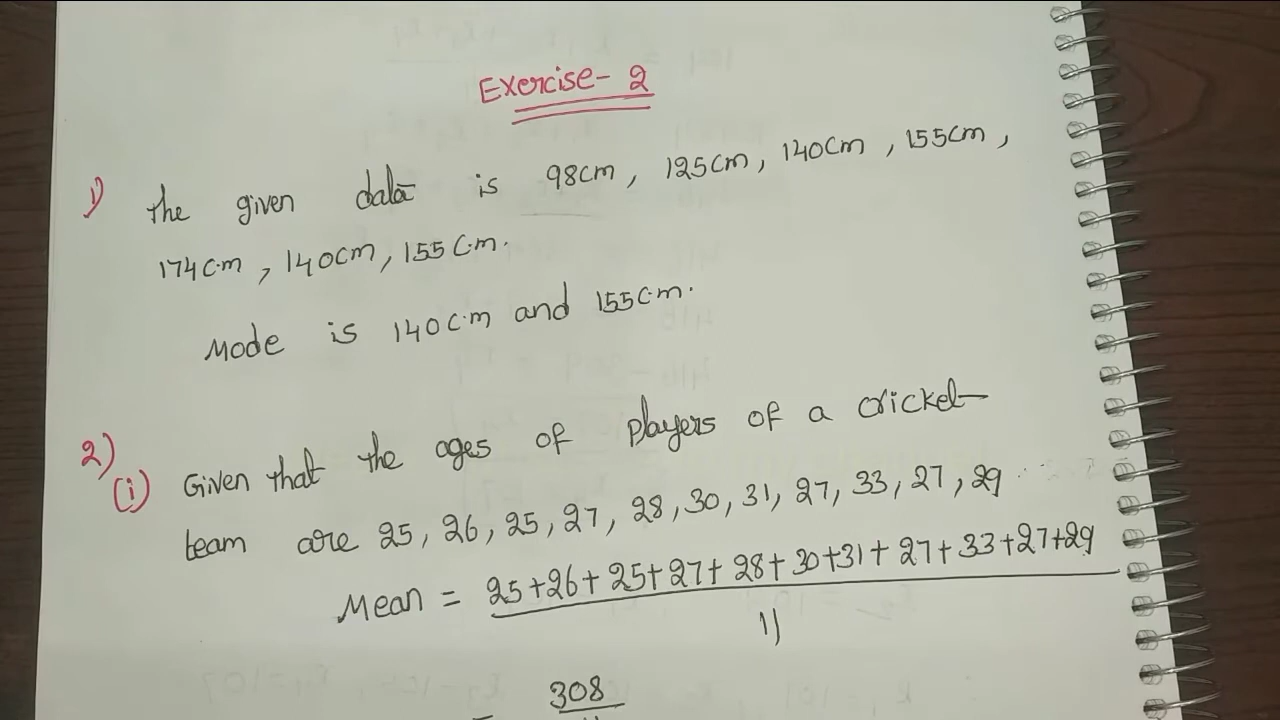 Exercise - 2
1) the given data is 98cm, 125cm, 140cm, 155cm,
174cm, 140cm, 155cm.
Mode is 140cm and 155cm.
2)
(i) Given that the ages of players of a cricket
team are 25, 26, 25, 27, 28, 30, 31, 27, 33, 27, 29
Mean = 25+26+25+27+28+30+31+27+33+27+29
11
= 308